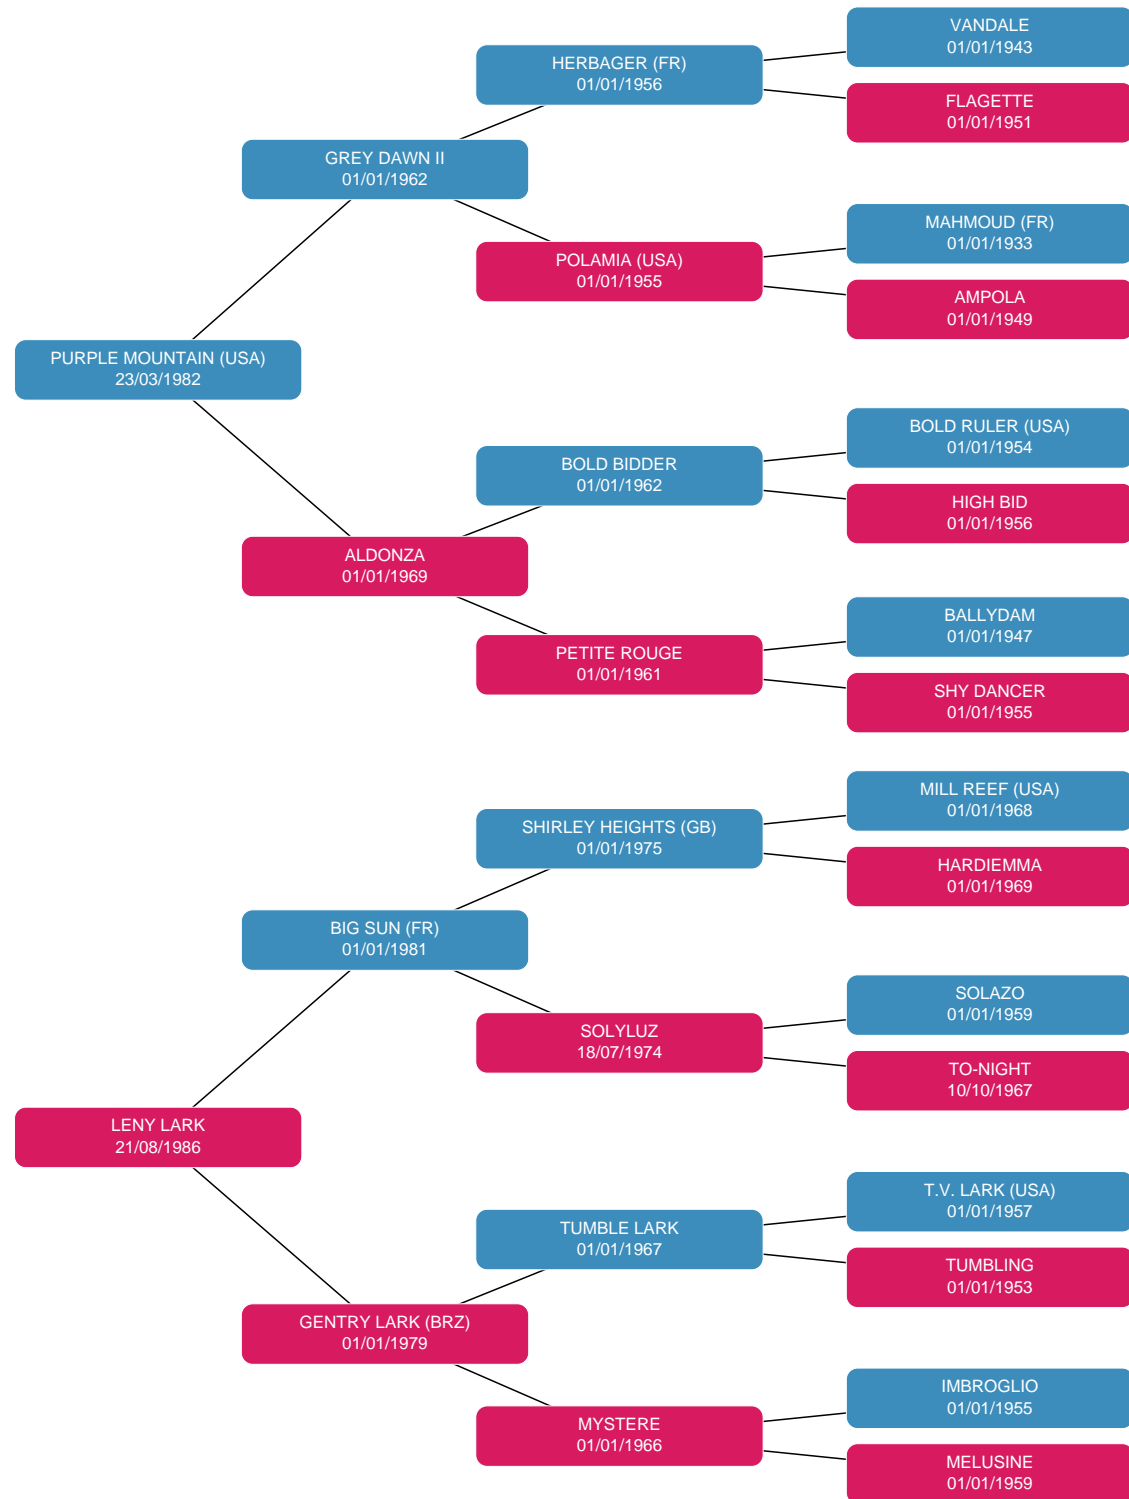 VANDALE
01/01/1943
HERBAGER (FR)
01/01/1956
FLAGETTE
01/01/1951
GREY DAWN II
01/01/1962
MAHMOUD (FR)
01/01/1933
POLAMIA (USA)
01/01/1955
AMPOLA
01/01/1949
PURPLE MOUNTAIN (USA)
23/03/1982
BOLD RULER (USA)
01/01/1954
BOLD BIDDER
01/01/1962
HIGH BID
01/01/1956
ALDONZA
01/01/1969
BALLYDAM
01/01/1947
PETITE ROUGE
01/01/1961
SHY DANCER
01/01/1955
MILL REEF (USA)
01/01/1968
SHIRLEY HEIGHTS (GB)
01/01/1975
HARDIEMMA
01/01/1969
BIG SUN (FR)
01/01/1981
SOLAZO
01/01/1959
SOLYLUZ
18/07/1974
TO-NIGHT
10/10/1967
LENY LARK
21/08/1986
T.V. LARK (USA)
01/01/1957
TUMBLE LARK
01/01/1967
TUMBLING
01/01/1953
GENTRY LARK (BRZ)
01/01/1979
IMBROGLIO
01/01/1955
MYSTERE
01/01/1966
MELUSINE
01/01/1959